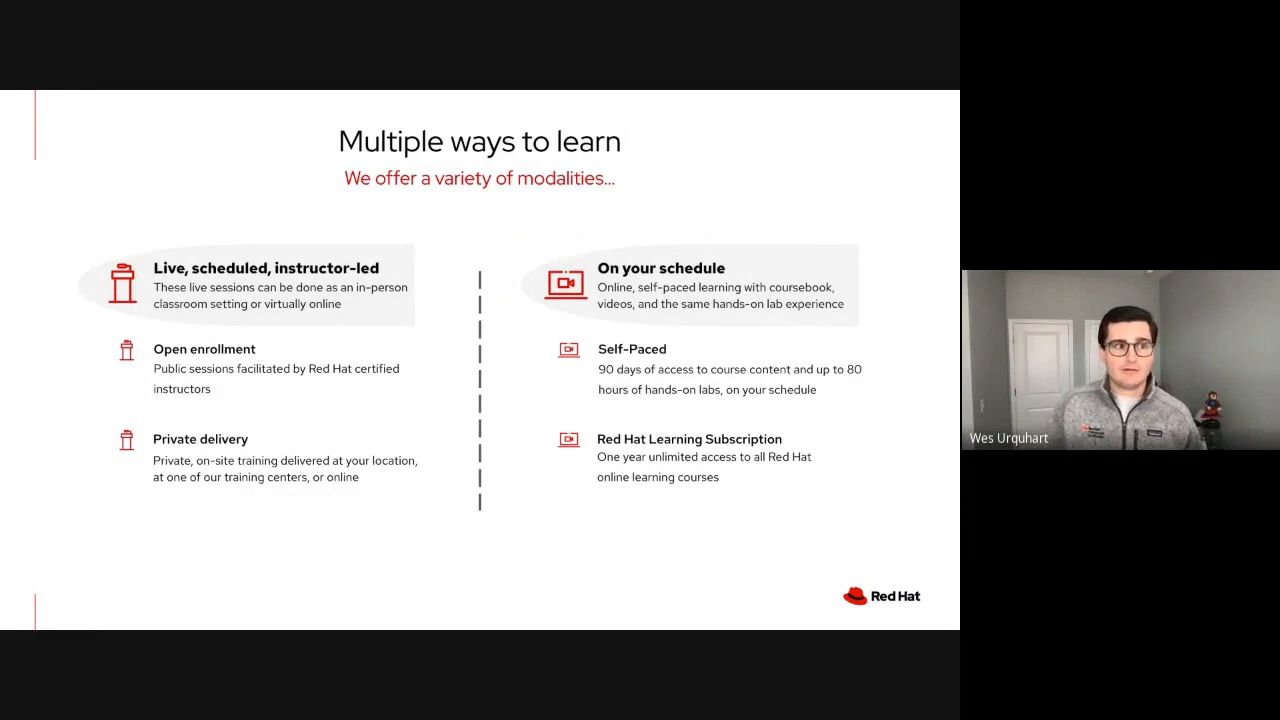 Multiple ways to learn
We offer a variety of modalities...
Live, scheduled, instructor-led
These live sessions can be done as an in-person
classroom setting or virtually online
Open enrollment
Public sessions facilitated by Red Hat certified
instructors
Private delivery
Private, on-site training delivered at your location,
at one of our training centers, or online
On your schedule
Online, self-paced learning with coursebook,
videos, and the same hands-on lab experience
Self-Paced
90 days of access to course content and up to 80
hours of hands-on labs, on your schedule
Red Hat Learning Subscription
One year unlimited access to all Red Hat
online learning courses
Red Hat
Wes Urquhart